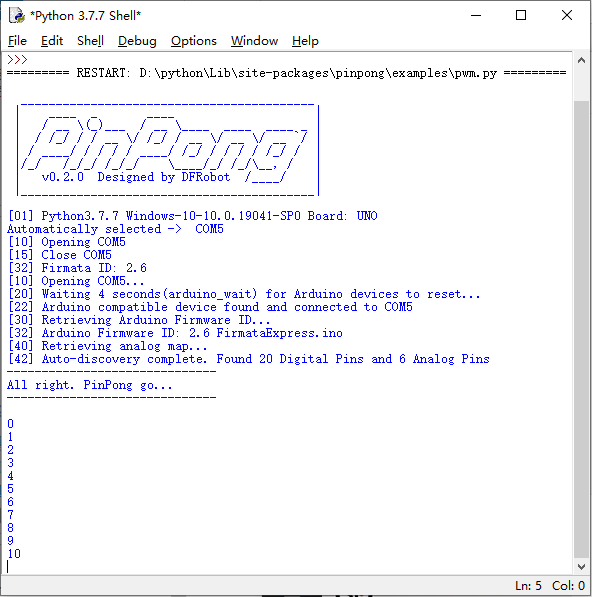 *Python 3.7.7 Shell*
File Edit Shell Debug Options Window Help
>>>
========= RESTART: D:\python\Lib\site-packages\pinpong\examples\pwm.py =========
PinPong
v0.2.0 Designed by DFRobot
[01] Python3.7.7 Windows-10-10.0.19041-SP0 Board: UNO
Automatically selected -> COM5
[10] Opening COM5
[15] Close COM5
[32] Firmata ID: 2.6
[10] Opening COM5...
[20] Waiting 4 seconds(arduino_wait) for Arduino devices to reset...
[22] Arduino compatible device found and connected to COM5
[30] Retrieving Arduino Firmware ID...
[32] Arduino Firmware ID: 2.6 FirmataExpress.ino
[40] Retrieving analog map...
[42] Auto-discovery complete. Found 20 Digital Pins and 6 Analog Pins
------------------------------
All right. PinPong go...
------------------------------
0
1
2
3
4
5
6
7
8
9
10
Ln: 5 Col: 0